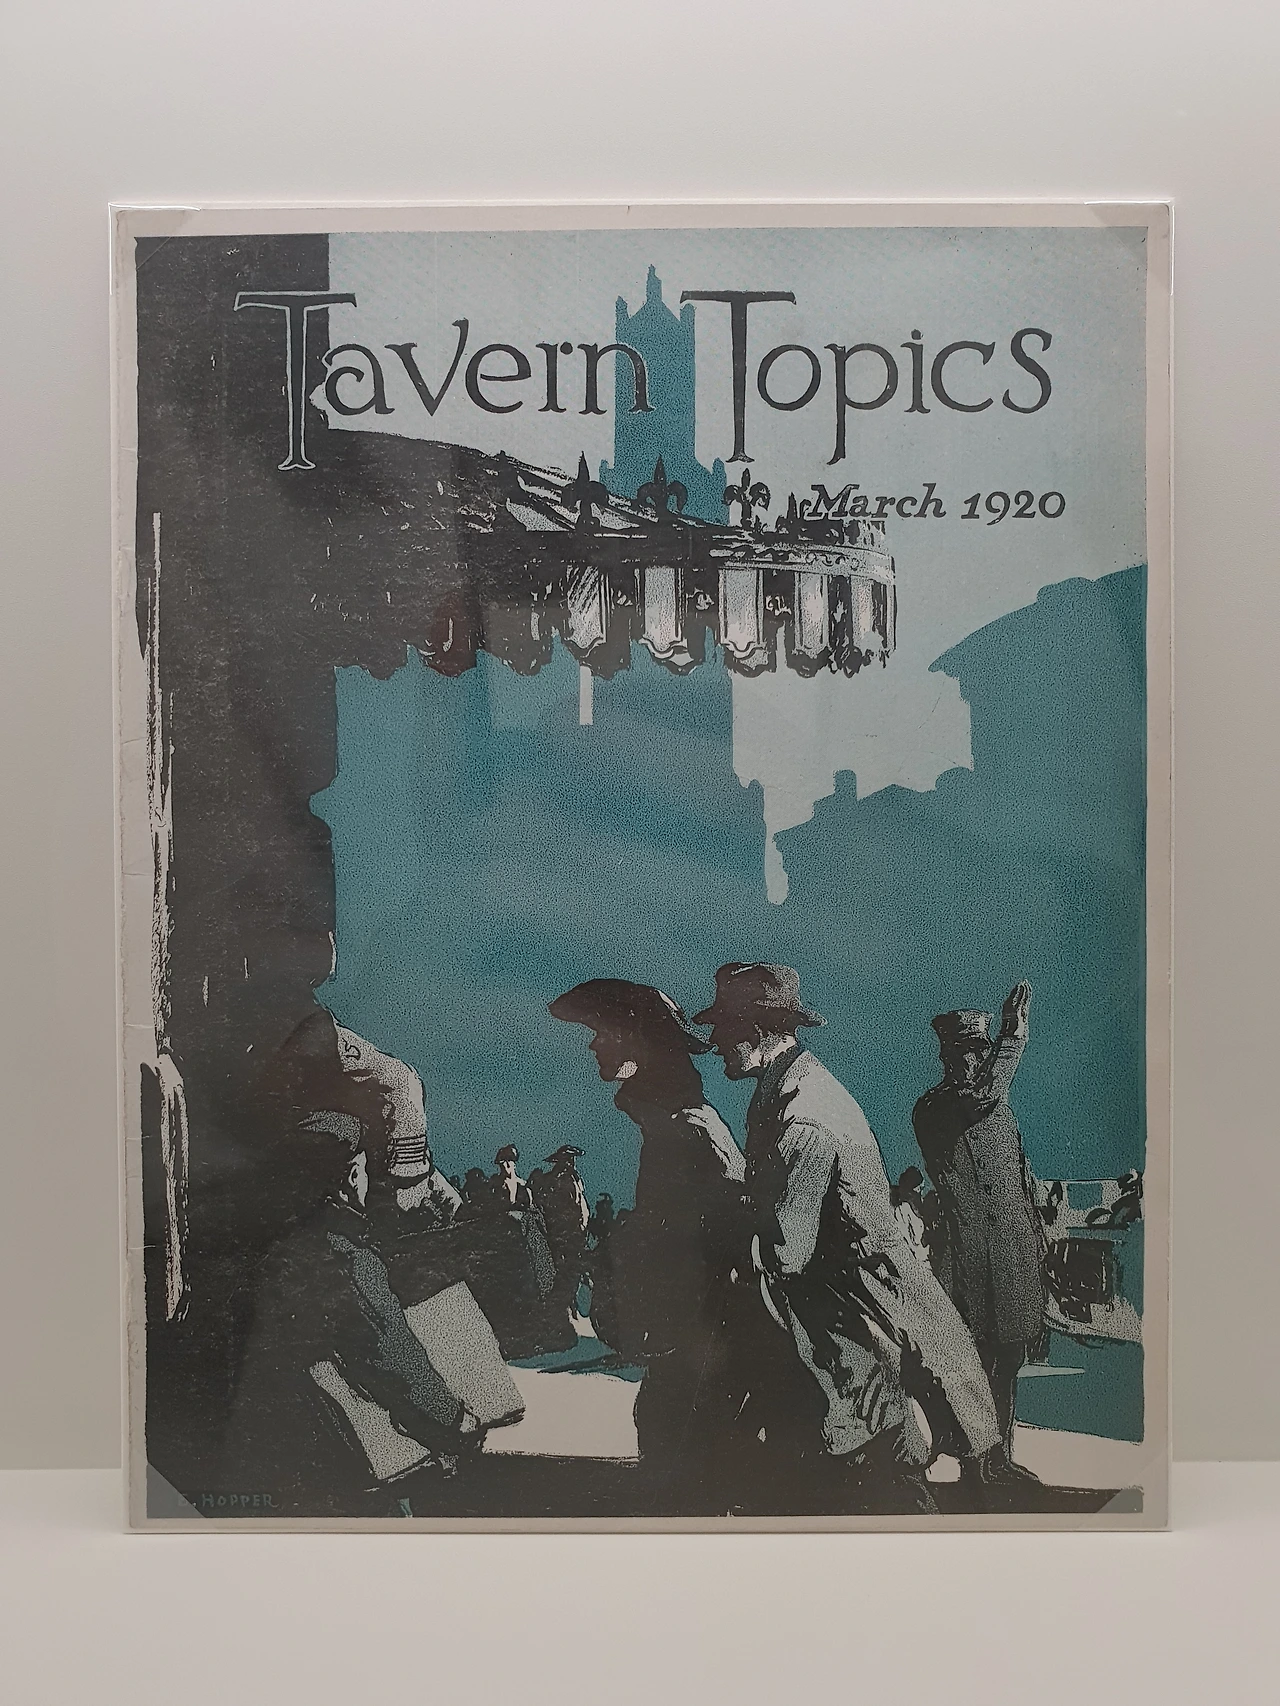 Tavern Topics
March 1920
E. HOPPER